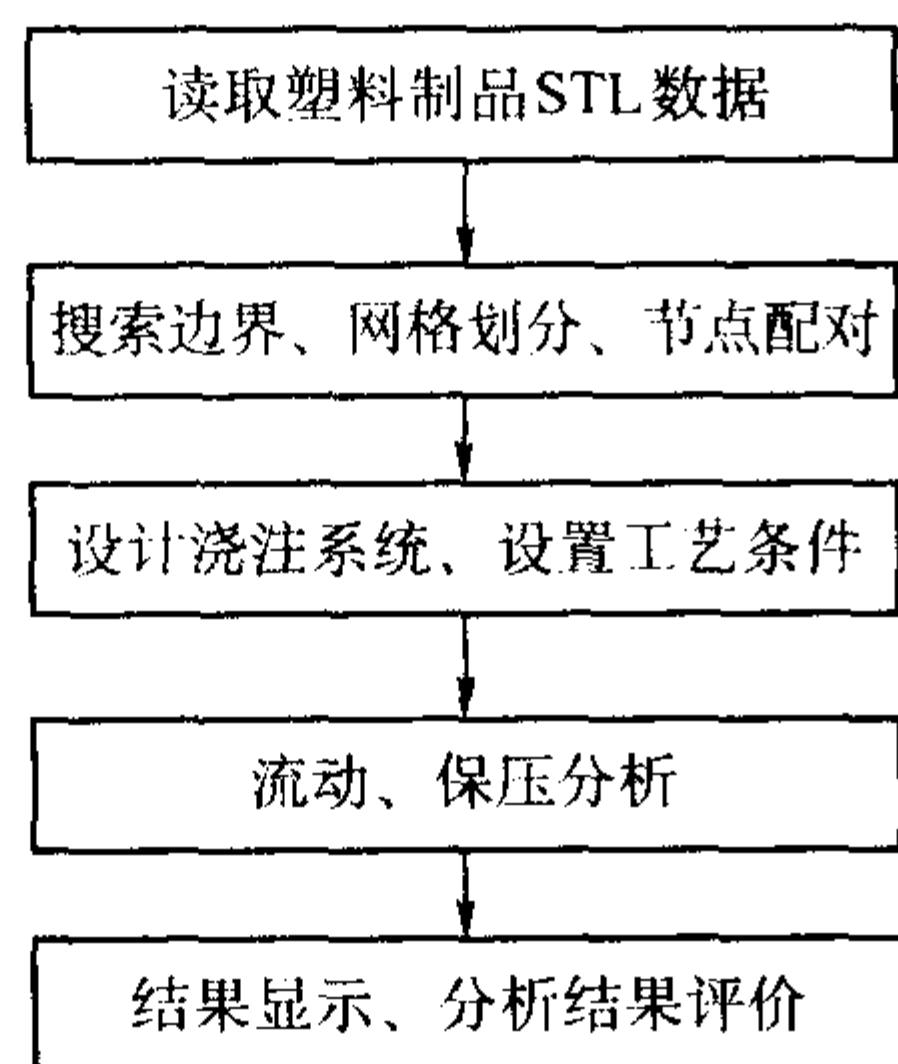 读取塑料制品STL数据
搜索边界、网格划分、节点配对
设计浇注系统、设置工艺条件
流动、保压分析
结果显示、分析结果评价